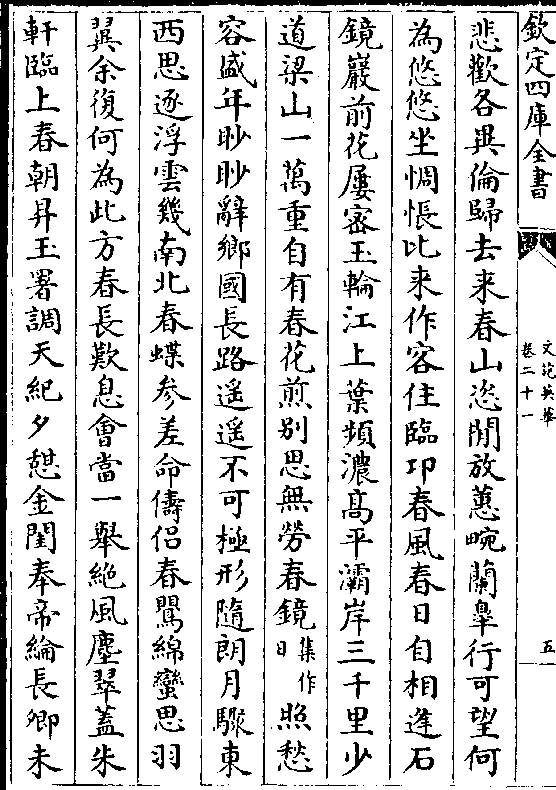 欽定四庫全書
文苑英華
卷二十一
五
悲歡各異倫歸去来春山恣閒放蕙畹蘭臯行可望何
為悠悠坐惆悵比来作客住臨邛春風春日自相逢石
鏡巖前花屢密玉輪江上葉頻濃髙平灞岸三千里少
道梁山一萬重自有春花煎别思無勞春鏡集作日照愁
容盛年眇眇辭鄉國長路遥遥不可極形隨朗月驟東
西思逐浮雲幾南北春蝶参差命儔侣春鸎綿蠻思羽
翼余復何為此方春長歎息會當一舉絶風塵翠葢朱
軒臨上春朝昇玉署調天紀夕憩金閨奉帝綸長卿未